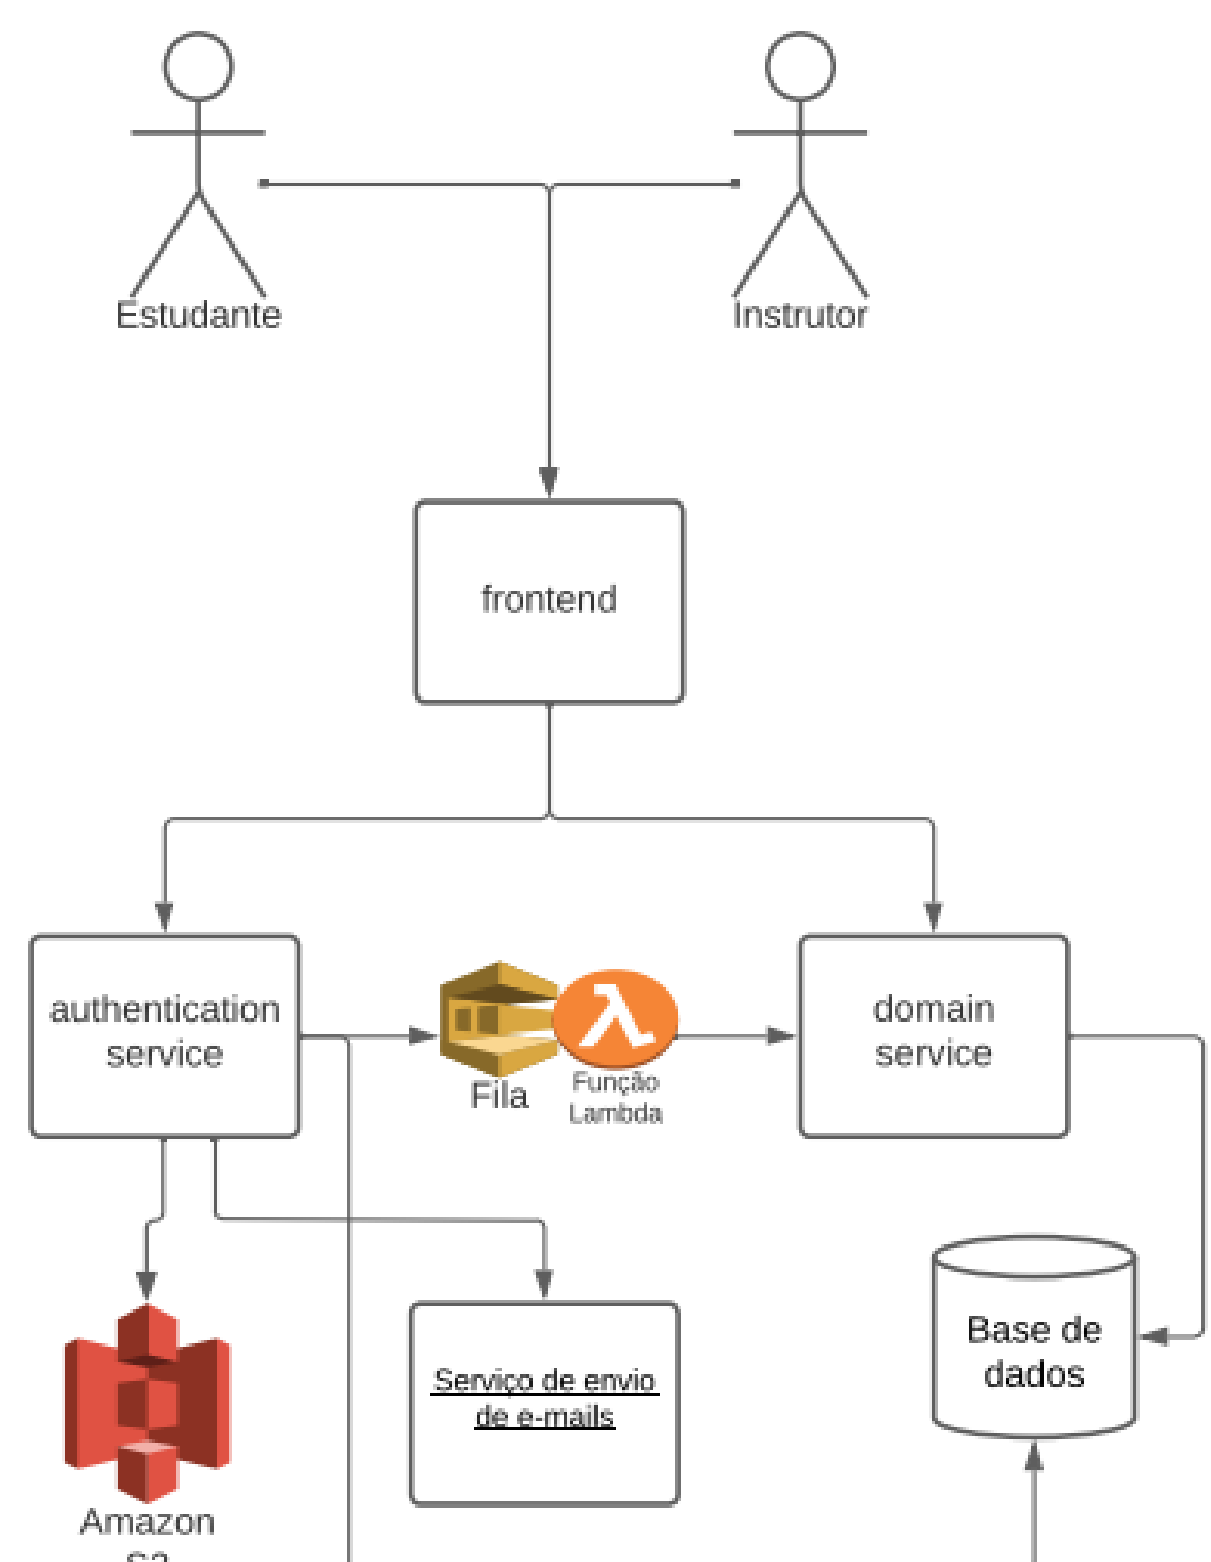 Estudante
Instrutor
frontend
authentication
service
Fila
Função
Lambda
domain
service
Serviço de envio
de e-mails
Base de
dados
Amazon